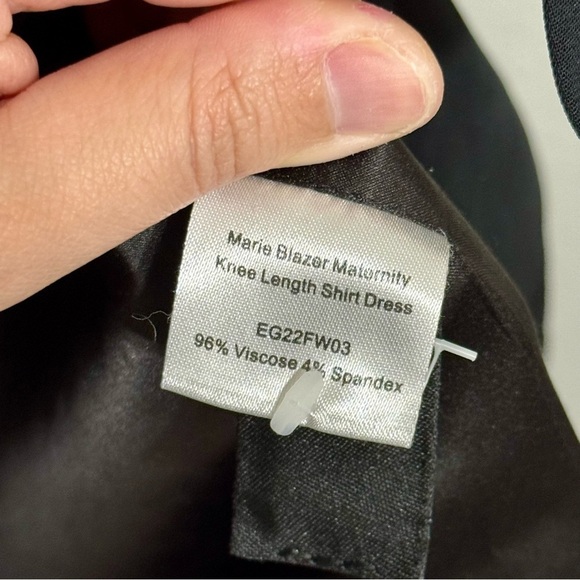 Marie Blazer Maternity
Knee Length Shirt Dress
EG22FW03
96% Viscose 4% Spandex